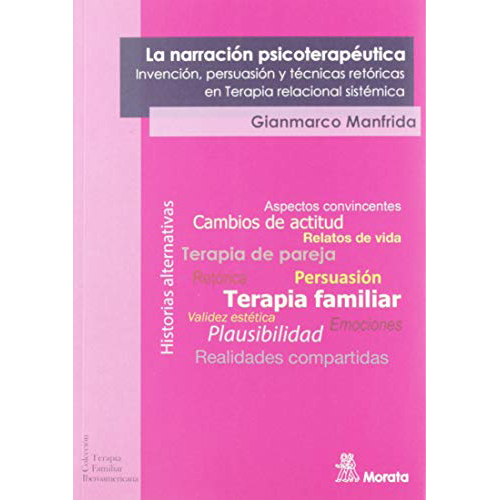 La narración psicoterapéutica
Invención, persuasión y técnicas retóricas
en Terapia relacional sistémica
Gianmarco Manfrida
Historias alternativas
Aspectos convincentes
Cambios de actitud
Relatos de vida
Terapia de pareja
Retórica
Persuasión
Terapia familiar
Validez estética
Emociones
Plausibilidad
Realidades compartidas
Colección
Terapia
Familiar
Iberoamericana
Morata